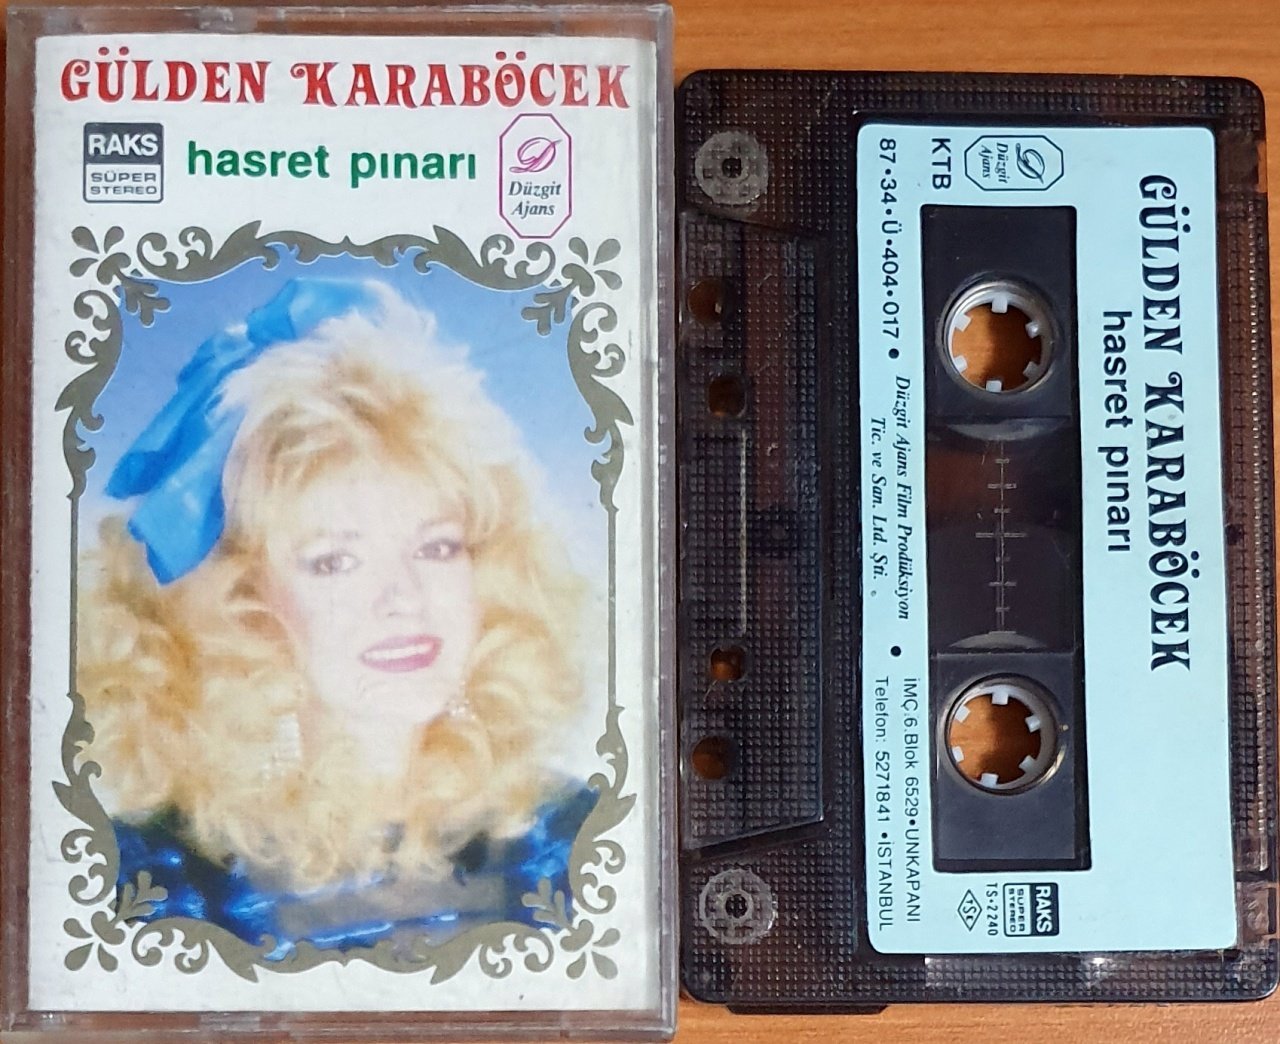 GÜLDEN KARABÖCEK
RAKS
SÜPER
STEREO
hasret pınarı
D
Düzgit
Ajans
GÜLDEN KARABÖCEK
hasret pınarı
D
Düzgit
Ajans
KTB
87•34•Ü•404•017 • Düzgit Ajans Film Prodüksiyon
Tic. ve San. Ltd. Şti.
• İMÇ.6.Blok 6529•UNKAPANI
Telefon: 5271841 •İSTANBUL
RAKS
SÜPER
STEREO
TS•2240
TSE